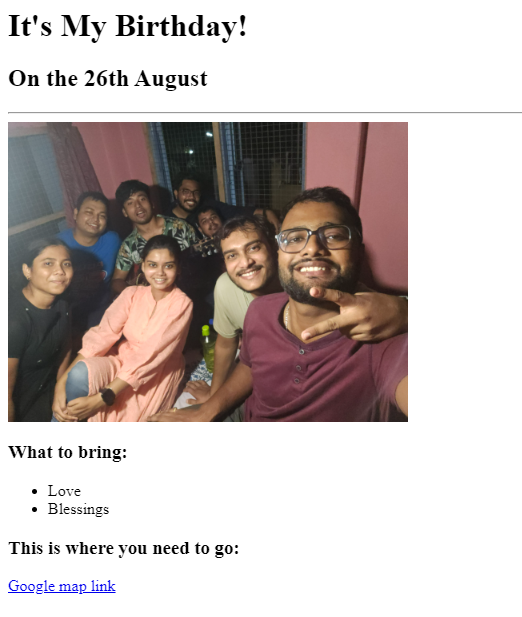 It's My Birthday!
On the 26th August
What to bring:
Love
Blessings
This is where you need to go:
Google map link